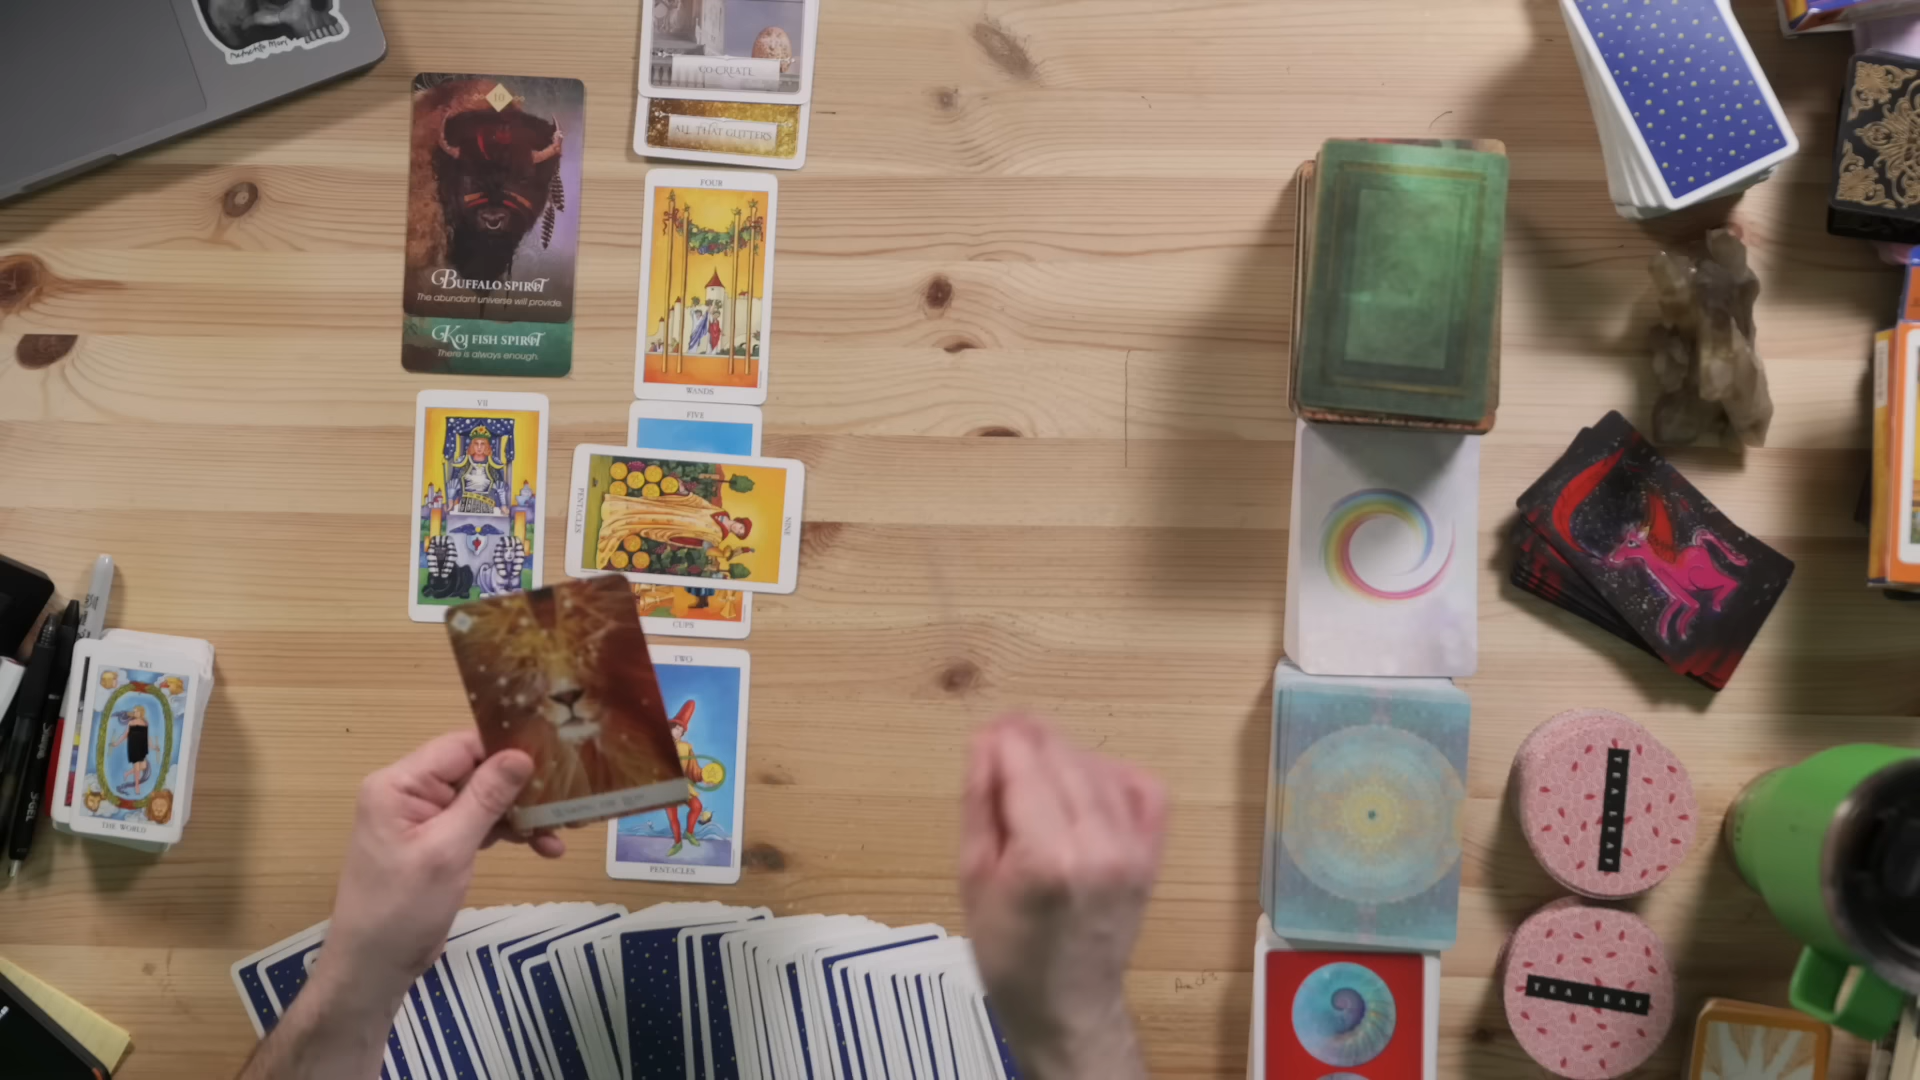 CO-CREATE
ALL THAT GLITTERS
10
BUFFALO SPIRIT
The abundant universe will provide.
KOI FISH SPIRIT
There is always enough.
FOUR
WANDS
VII
FIVE
PENTACLES
NINE
CUPS
TWO
PENTACLES
XXI
THE WORLD
TEA LEAF
TEA LEAF